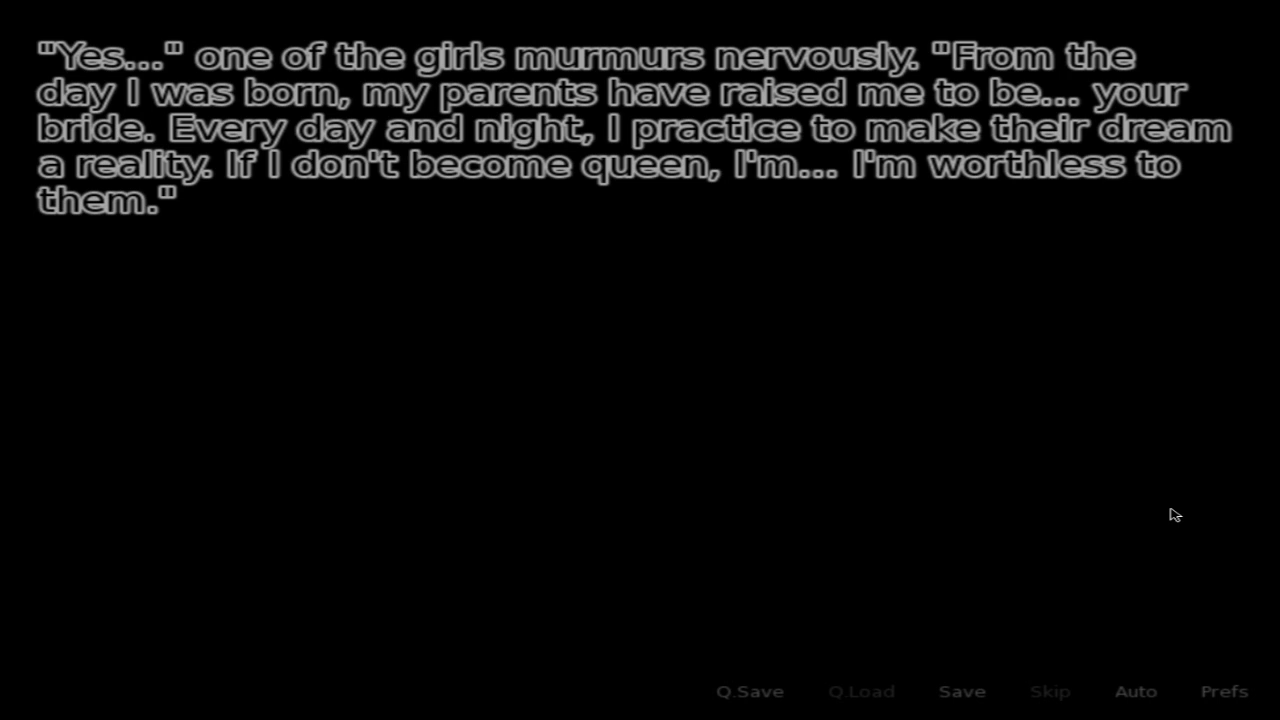 "Yes..." one of the girls murmurs nervously. "From the
day I was born, my parents have raised me to be... your
bride. Every day and night, I practice to make their dream
a reality. If I don't become queen, I'm... I'm worthless to
them."
Q.Save Q.Load Save Skip Auto Prefs